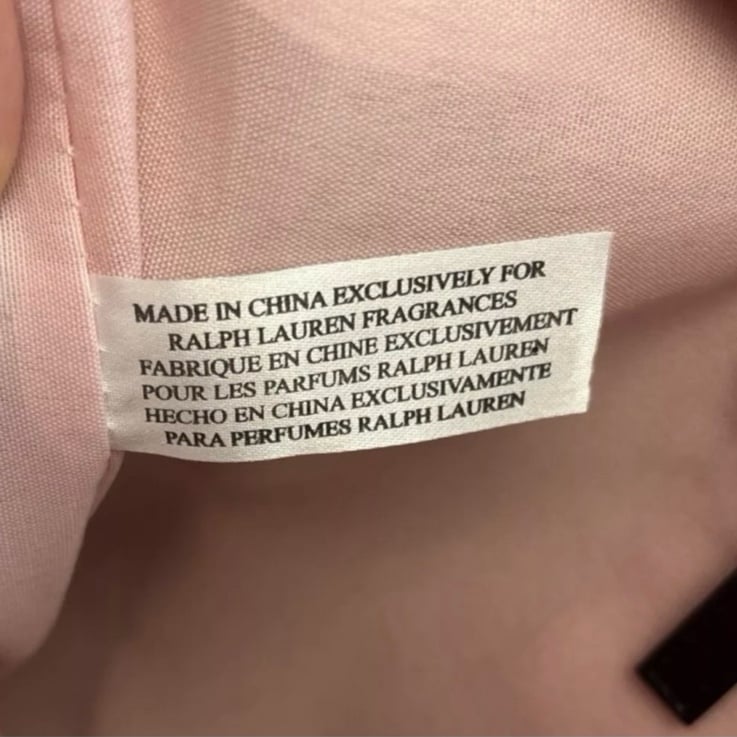 MADE IN CHINA EXCLUSIVELY FOR
RALPH LAUREN FRAGRANCES
FABRIQUE EN CHINE EXCLUSIVEMENT
POUR LES PARFUMS RALPH LAUREN
HECHO EN CHINA EXCLUSIVAMENTE
PARA PERFUMES RALPH LAUREN